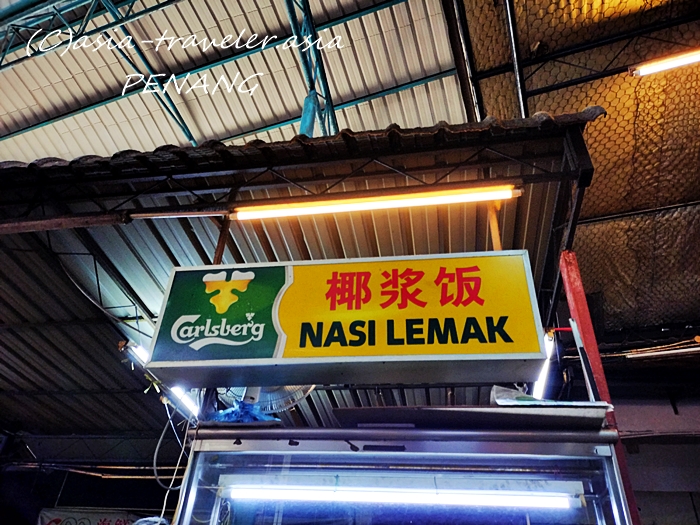 (C)asia-traveler.asia
PENANG
椰浆饭
Carlsberg
NASI LEMAK